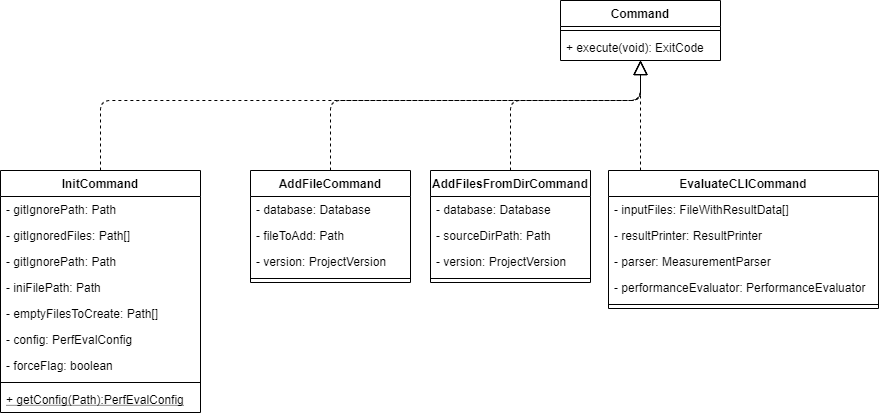 Command
+ execute(void): ExitCode
InitCommand
- gitIgnorePath: Path
- gitIgnoredFiles: Path[]
- gitIgnorePath: Path
- iniFilePath: Path
- emptyFilesToCreate: Path[]
- config: PerfEvalConfig
- forceFlag: boolean
+ getConfig(Path):PerfEvalConfig
AddFileCommand
- database: Database
- fileToAdd: Path
- version: ProjectVersion
AddFilesFromDirCommand
- database: Database
- sourceDirPath: Path
- version: ProjectVersion
EvaluateCLICommand
- inputFiles: FileWithResultData[]
- resultPrinter: ResultPrinter
- parser: MeasurementParser
- performanceEvaluator: PerformanceEvaluator